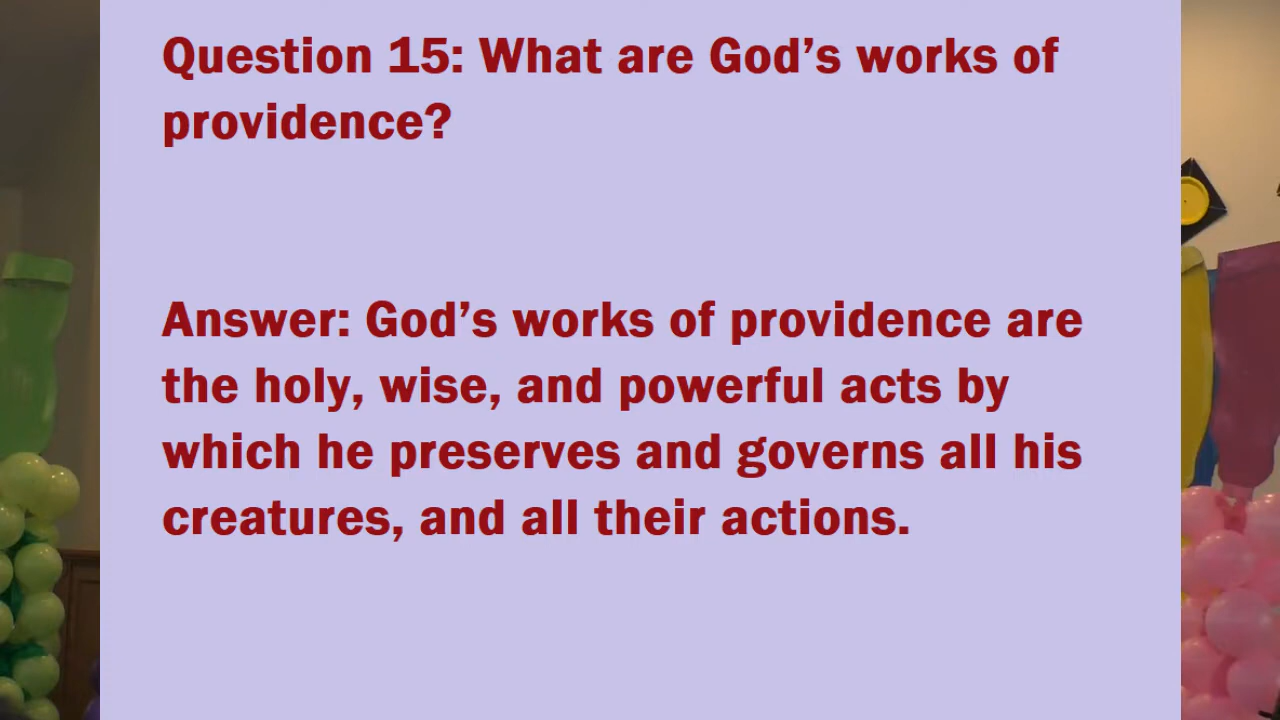 Question 15: What are God’s works of
providence?
Answer: God’s works of providence are
the holy, wise, and powerful acts by
which he preserves and governs all his
creatures, and all their actions.